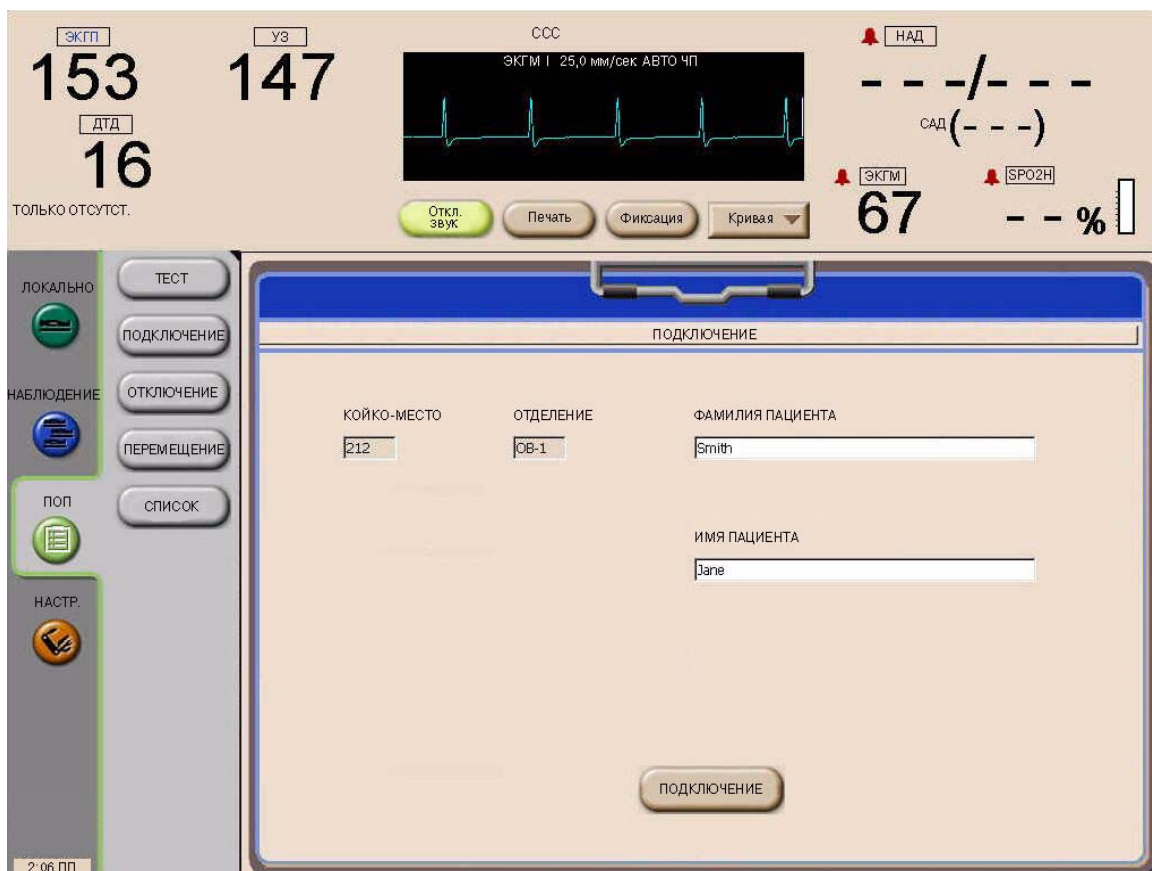 ЭКГП
УЗ
ССС
НАД
153
147
ЭКГМ I 25,0 мм/сек АВТО ЧП
- - -/- - -
ДТД
САД (- - -)
16
ЭКГМ
SPO2Н
ТОЛЬКО ОТСУТСТ.
67
- - %
Откл. звук
Печать
Фиксация
Кривая
ЛОКАЛЬНО
НАБЛЮДЕНИЕ
ПОП
НАСТР.
2:06 ПП
ТЕСТ
ПОДКЛЮЧЕНИЕ
ОТКЛЮЧЕНИЕ
ПЕРЕМЕЩЕНИЕ
СПИСОК
ПОДКЛЮЧЕНИЕ
КОЙКО-МЕСТО
ОТДЕЛЕНИЕ
ФАМИЛИЯ ПАЦИЕНТА
212
OB-1
Smith
ИМЯ ПАЦИЕНТА
Jane
ПОДКЛЮЧЕНИЕ